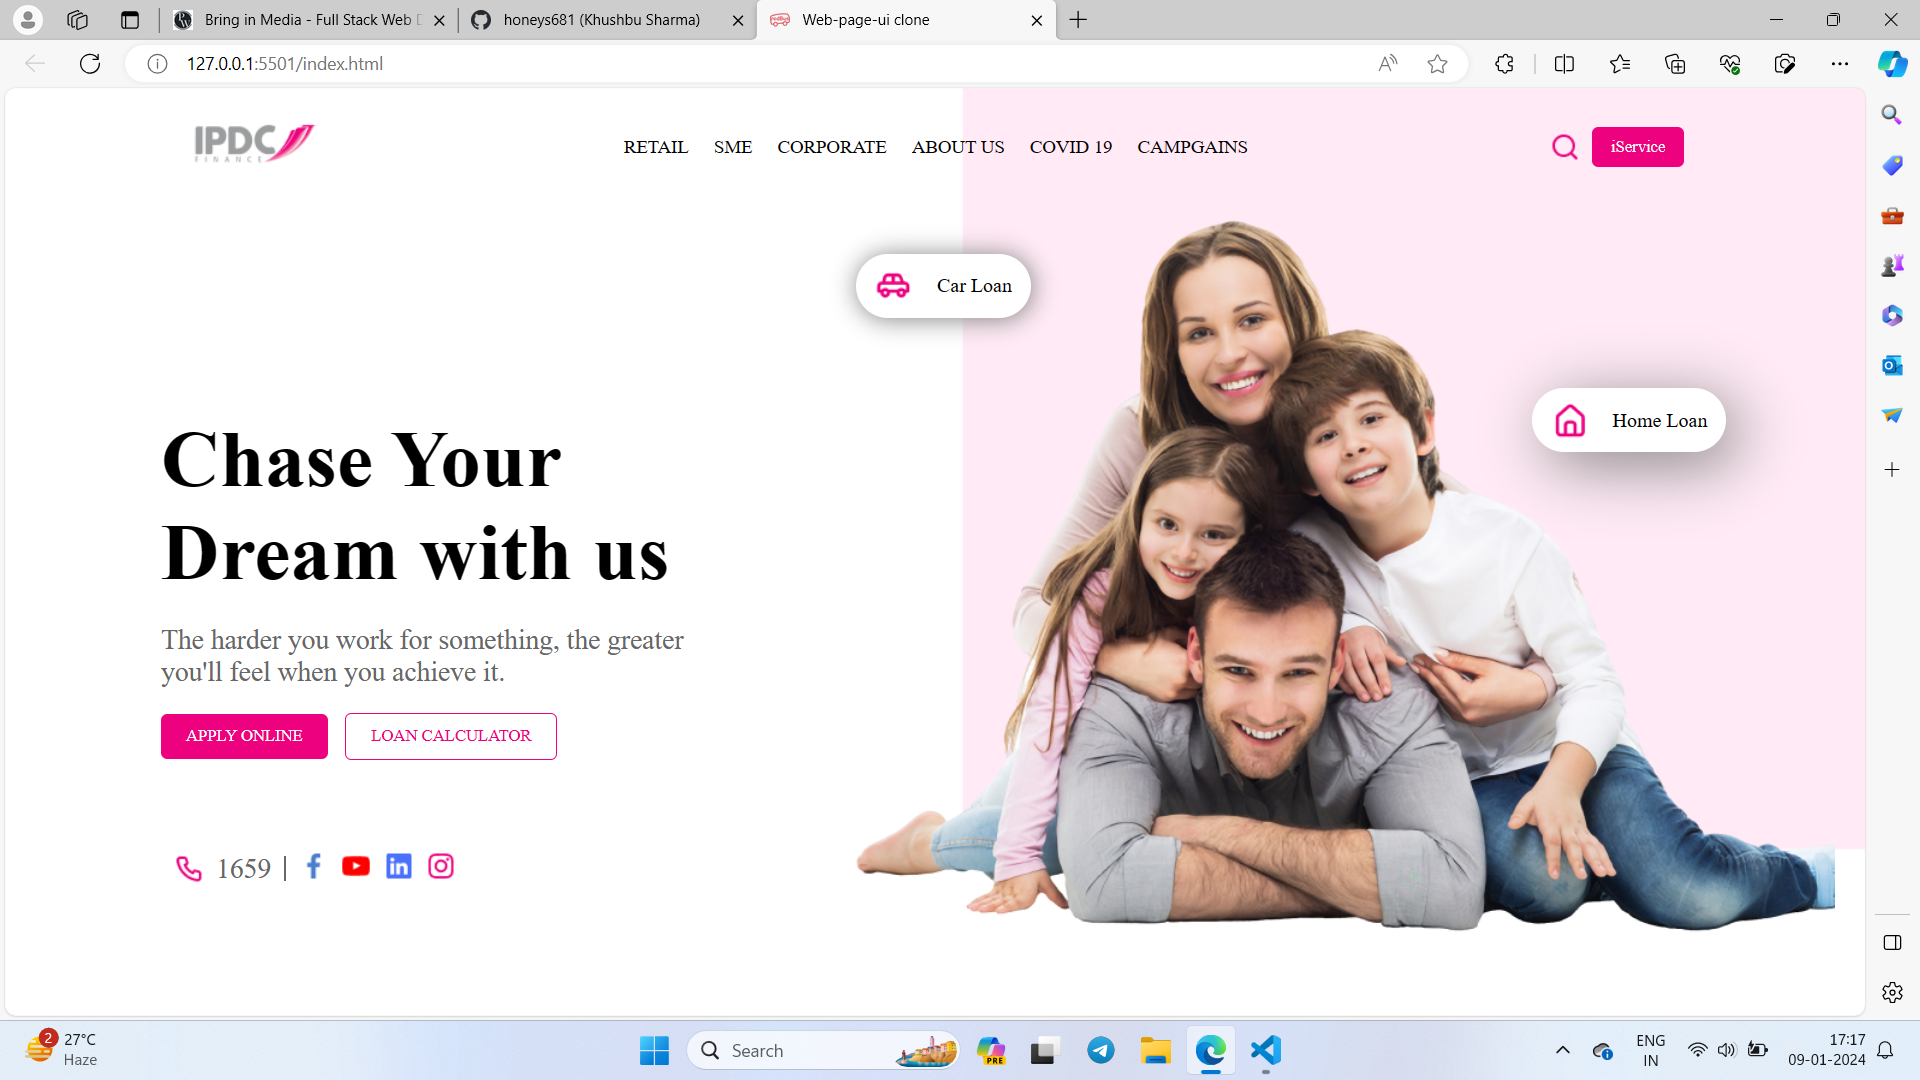 Bring in Media - Full Stack Web D
honeys681 (Khushbu Sharma)
Web-page-ui clone
127.0.0.1:5501/index.html
IPDC
FINANCE
RETAIL SME CORPORATE ABOUT US COVID 19 CAMPGAINS
iService
Car Loan
Home Loan
Chase Your
Dream with us
The harder you work for something, the greater
you'll feel when you achieve it.
APPLY ONLINE LOAN CALCULATOR
1659 |
2
27°C
Haze
Search
PRE
ENG
IN
17:17
09-01-2024